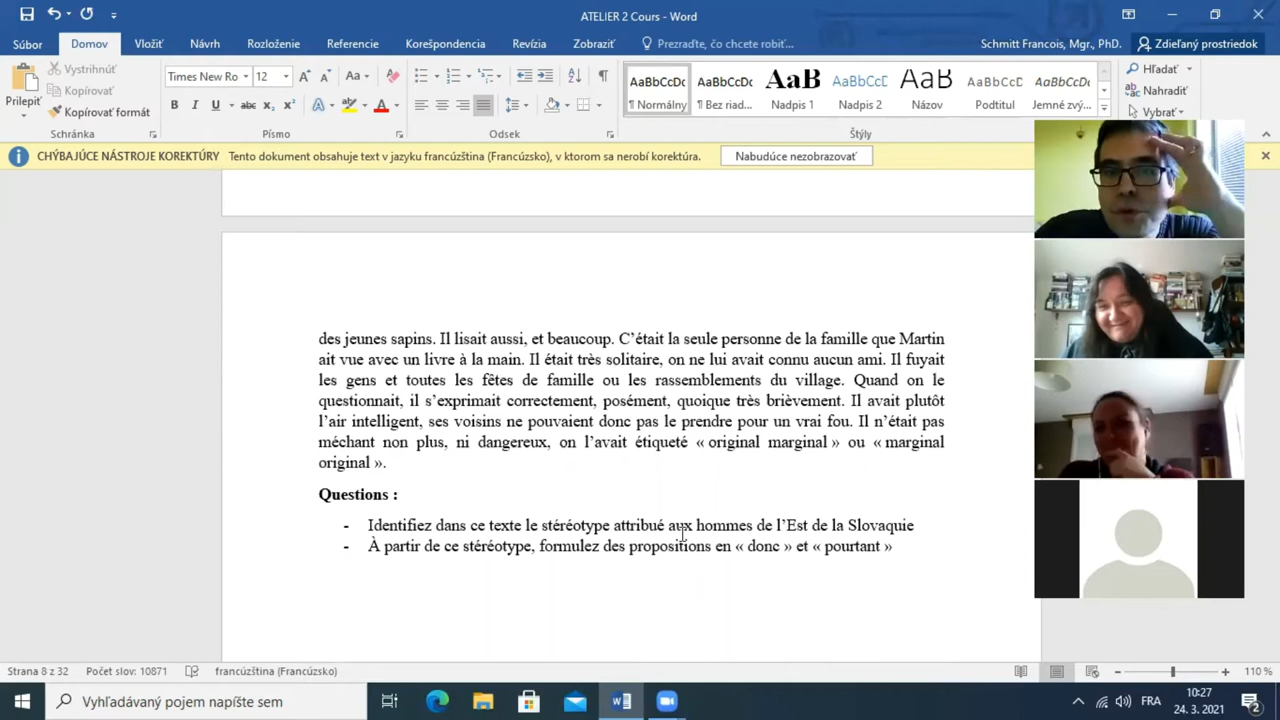 ATELIER 2 Cours - Word
Súbor Domov Vložiť Návrh Rozloženie Referencie Korešpondencia Revízia Zobraziť Prezraďte, čo chcete robiť... Schmitt Francois, Mgr., PhD. Zdieľaný prostriedok
Prilepiť
Vystrihnúť
Kopírovať
Kopírovať formát
Schránka
Times New Ro 12
B I U abc x₂ x²
Písmo
Odsek
AaBbCcDc AaBbCcDc AaB AaBbCcD AaB AaBbCcD AaBbCcDc
¶ Normálny ¶ Bez riad... Nadpis 1 Nadpis 2 Názov Podtitul Jemné zvý...
Štýly
Hľadať
Nahradiť
Vybrať
CHÝBAJÚCE NÁSTROJE KOREKTÚRY Tento dokument obsahuje text v jazyku francúzština (Francúzsko), v ktorom sa nerobí korektúra. Nabudúce nezobrazovať
des jeunes sapins. Il lisait aussi, et beaucoup. C’était la seule personne de la famille que Martin
ait vue avec un livre à la main. Il était très solitaire, on ne lui avait connu aucun ami. Il fuyait
les gens et toutes les fêtes de famille ou les rassemblements du village. Quand on le
questionnait, il s’exprimait correctement, posément, quoique très brièvement. Il avait plutôt
l’air intelligent, ses voisins ne pouvaient donc pas le prendre pour un vrai fou. Il n’était pas
méchant non plus, ni dangereux, on l’avait étiqueté « original marginal » ou « marginal
original ».
Questions :
- Identifiez dans ce texte le stéréotype attribué aux hommes de l’Est de la Slovaquie
- À partir de ce stéréotype, formulez des propositions en « donc » et « pourtant »
Strana 8 z 32 Počet slov: 10871 francúzština (Francúzsko) 110 %
Vyhľadávaný pojem napíšte sem
FRA
10:27
24. 3. 2021
2